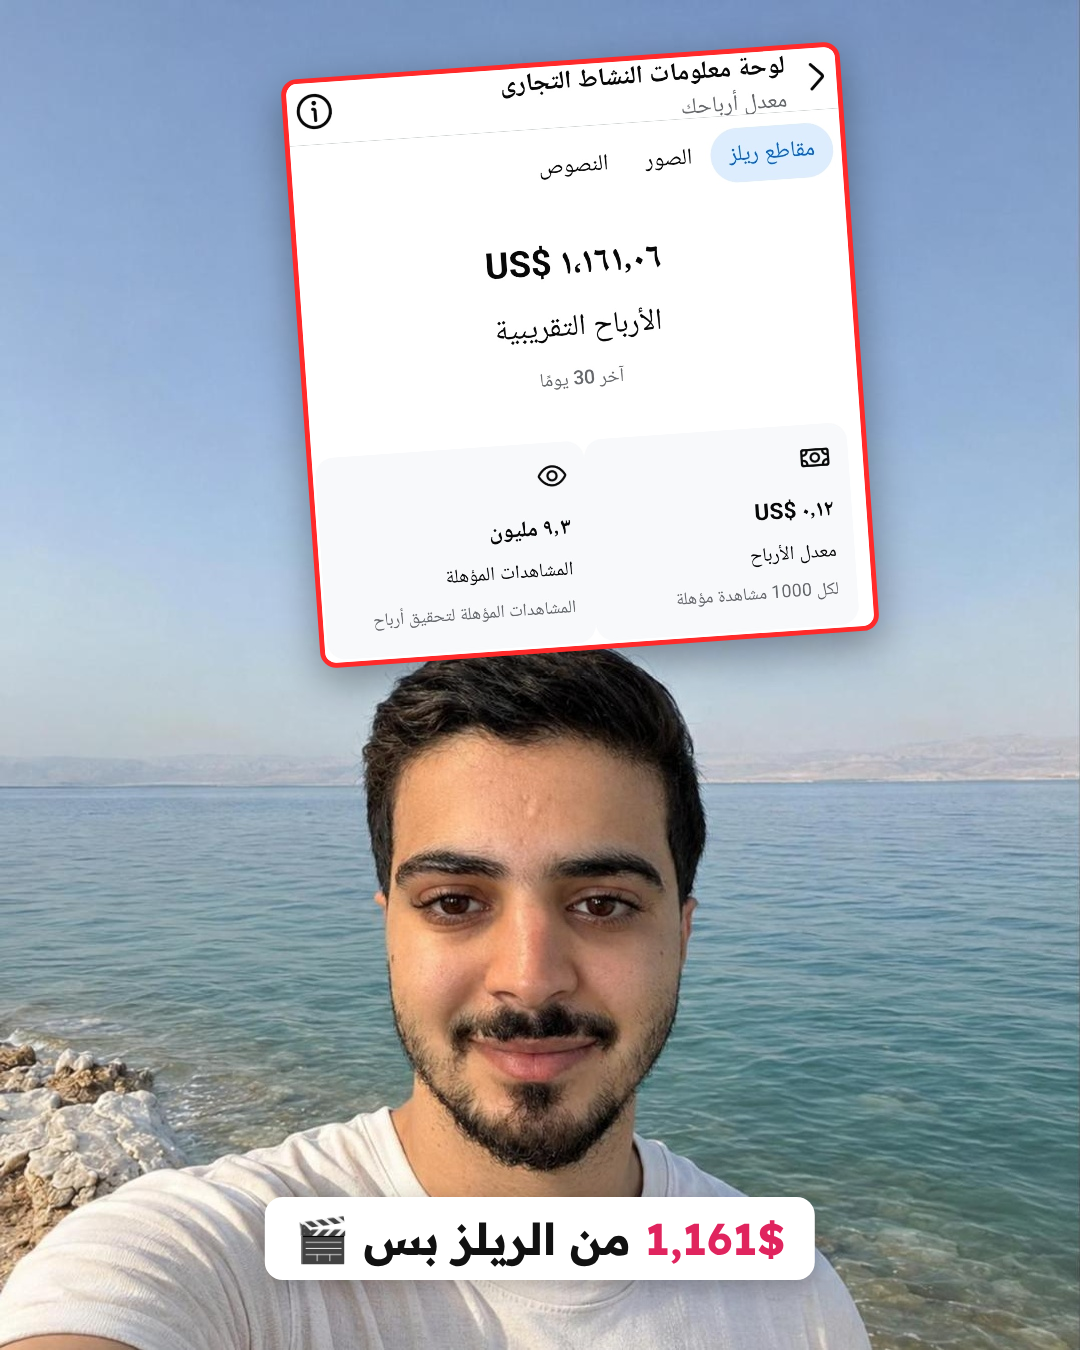 لوحة معلومات النشاط التجارى
معدل أرباحك
مقاطع ريلز الصور النصوص
US$ ١،١٦١,٠٦
الأرباح التقريبية
آخر 30 يومًا
US$ ٠,١٢
معدل الأرباح
لكل 1000 مشاهدة مؤهلة
٩,٣ مليون
المشاهدات المؤهلة
المشاهدات المؤهلة لتحقيق أرباح
1,161$ من الريلز بس 🎬